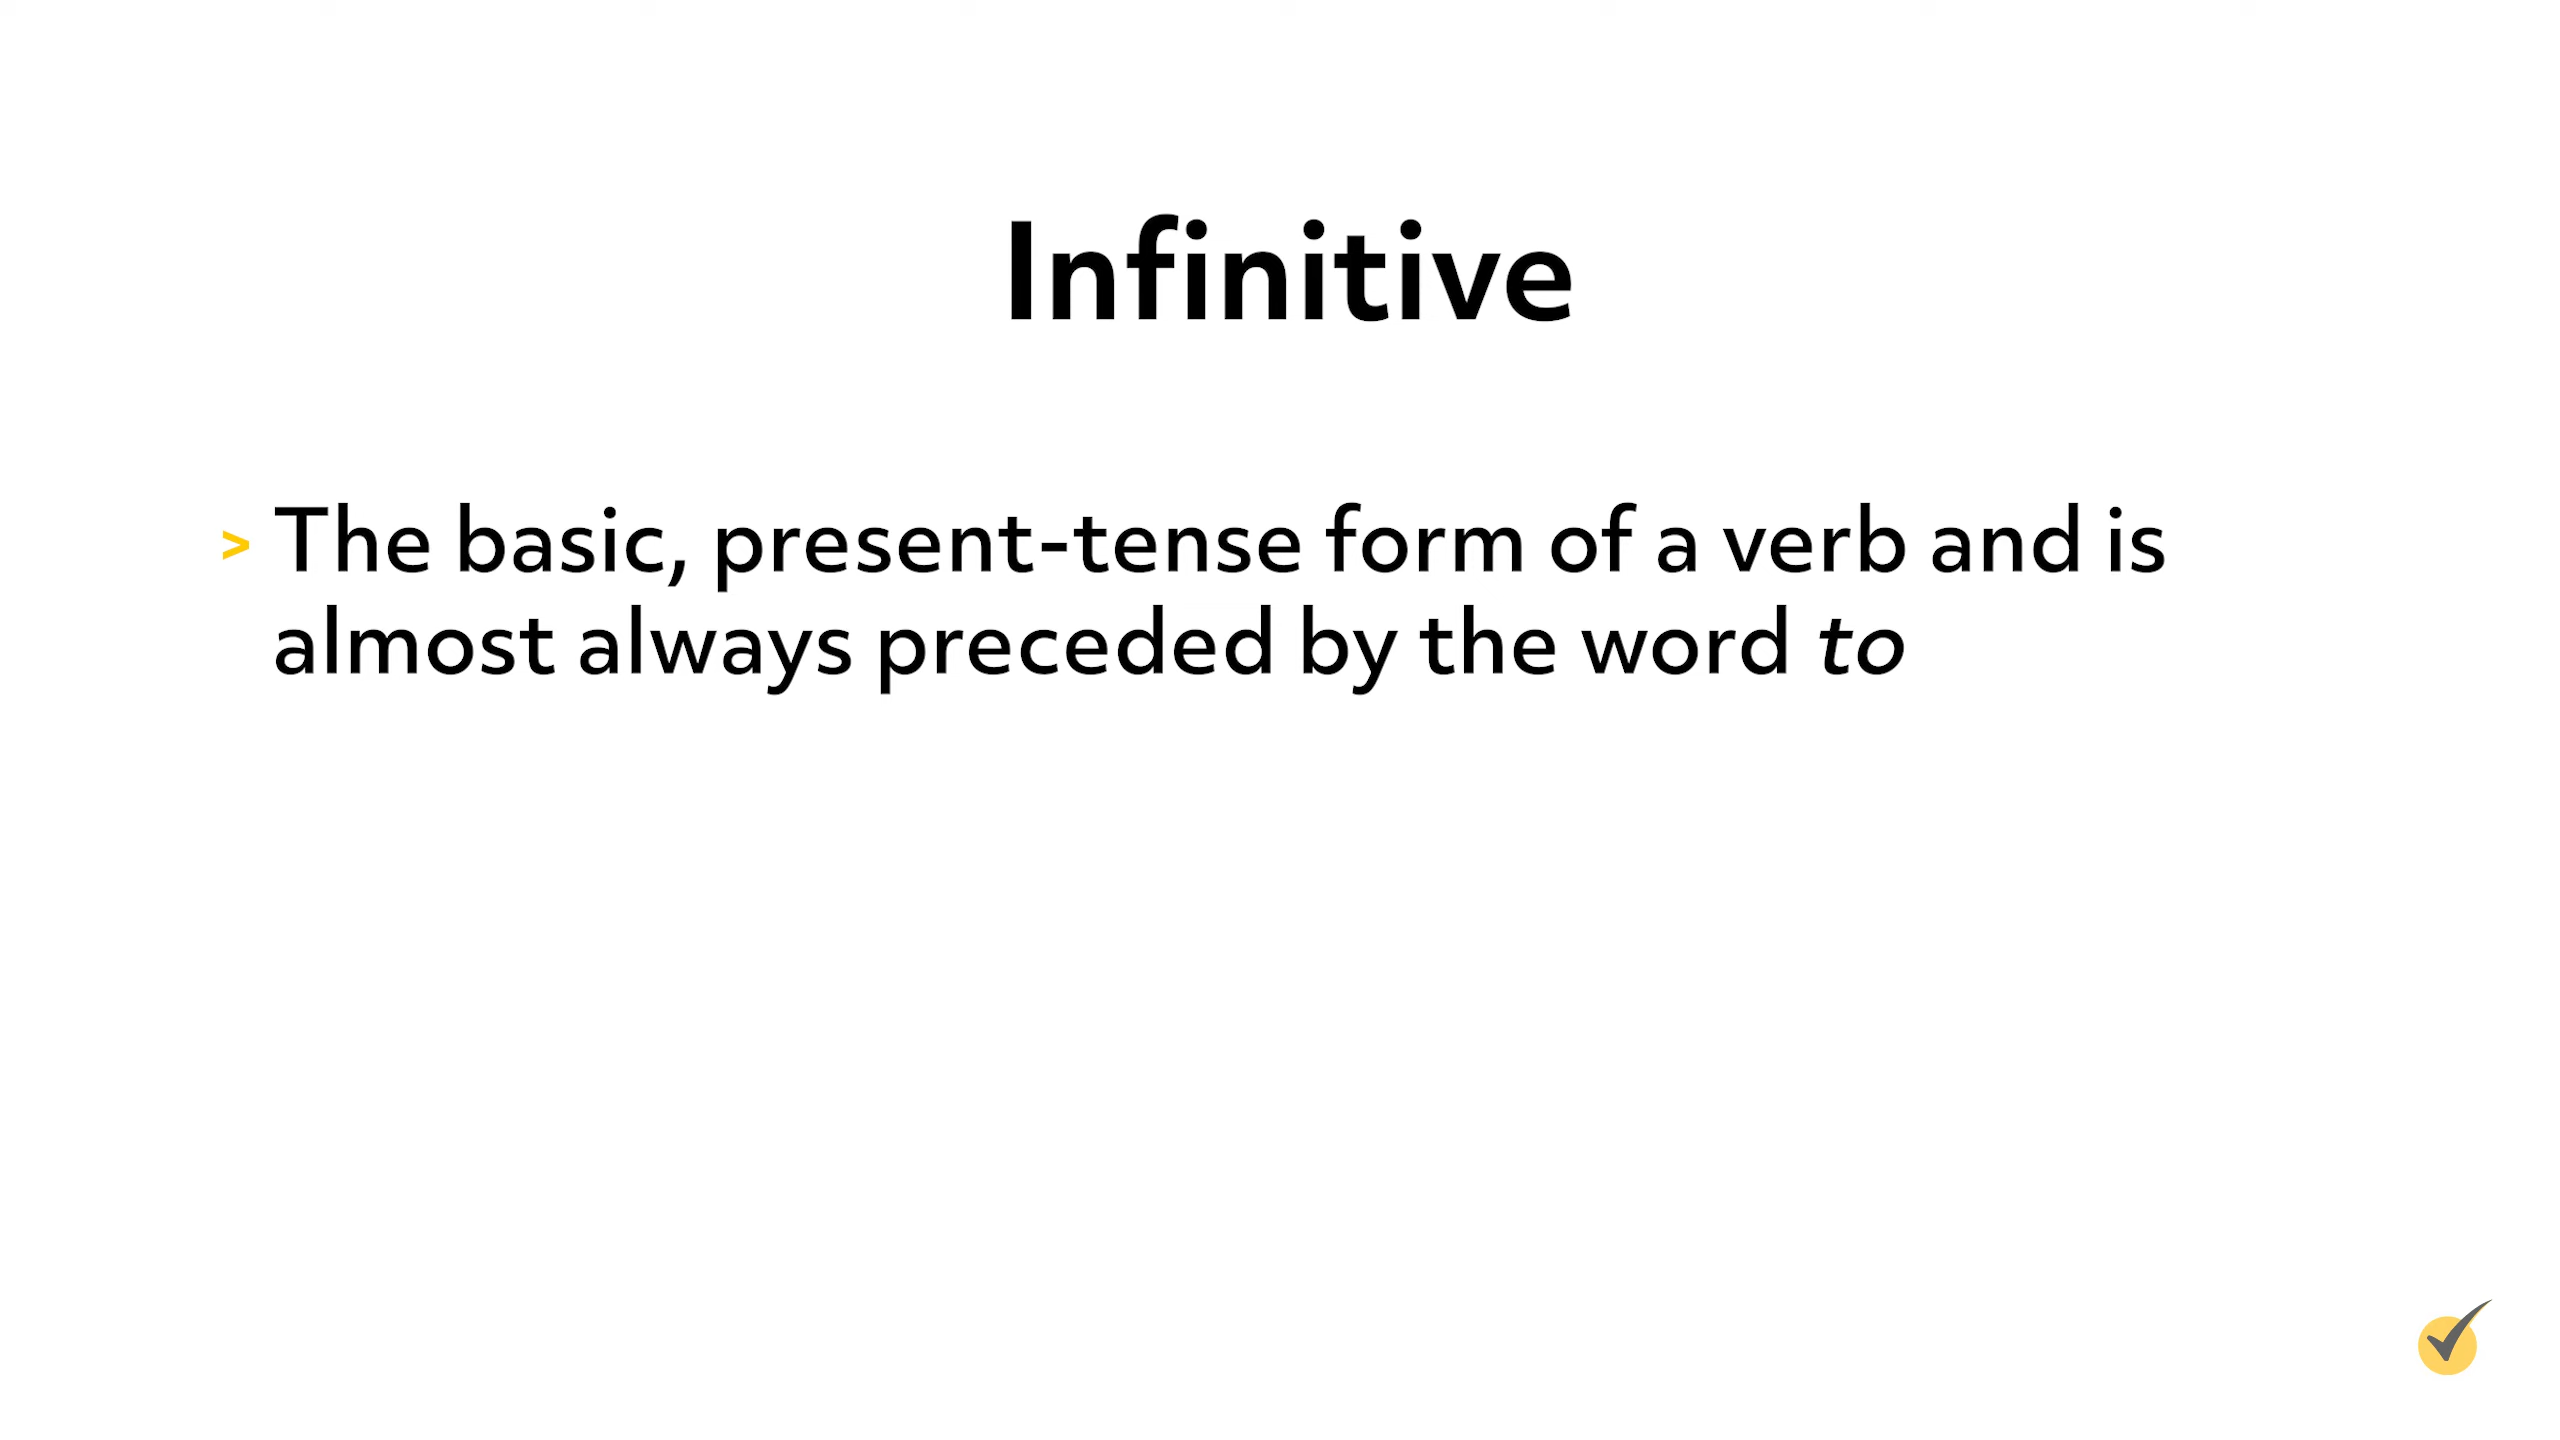 Infinitive
> The basic, present-tense form of a verb and is
almost always preceded by the word to